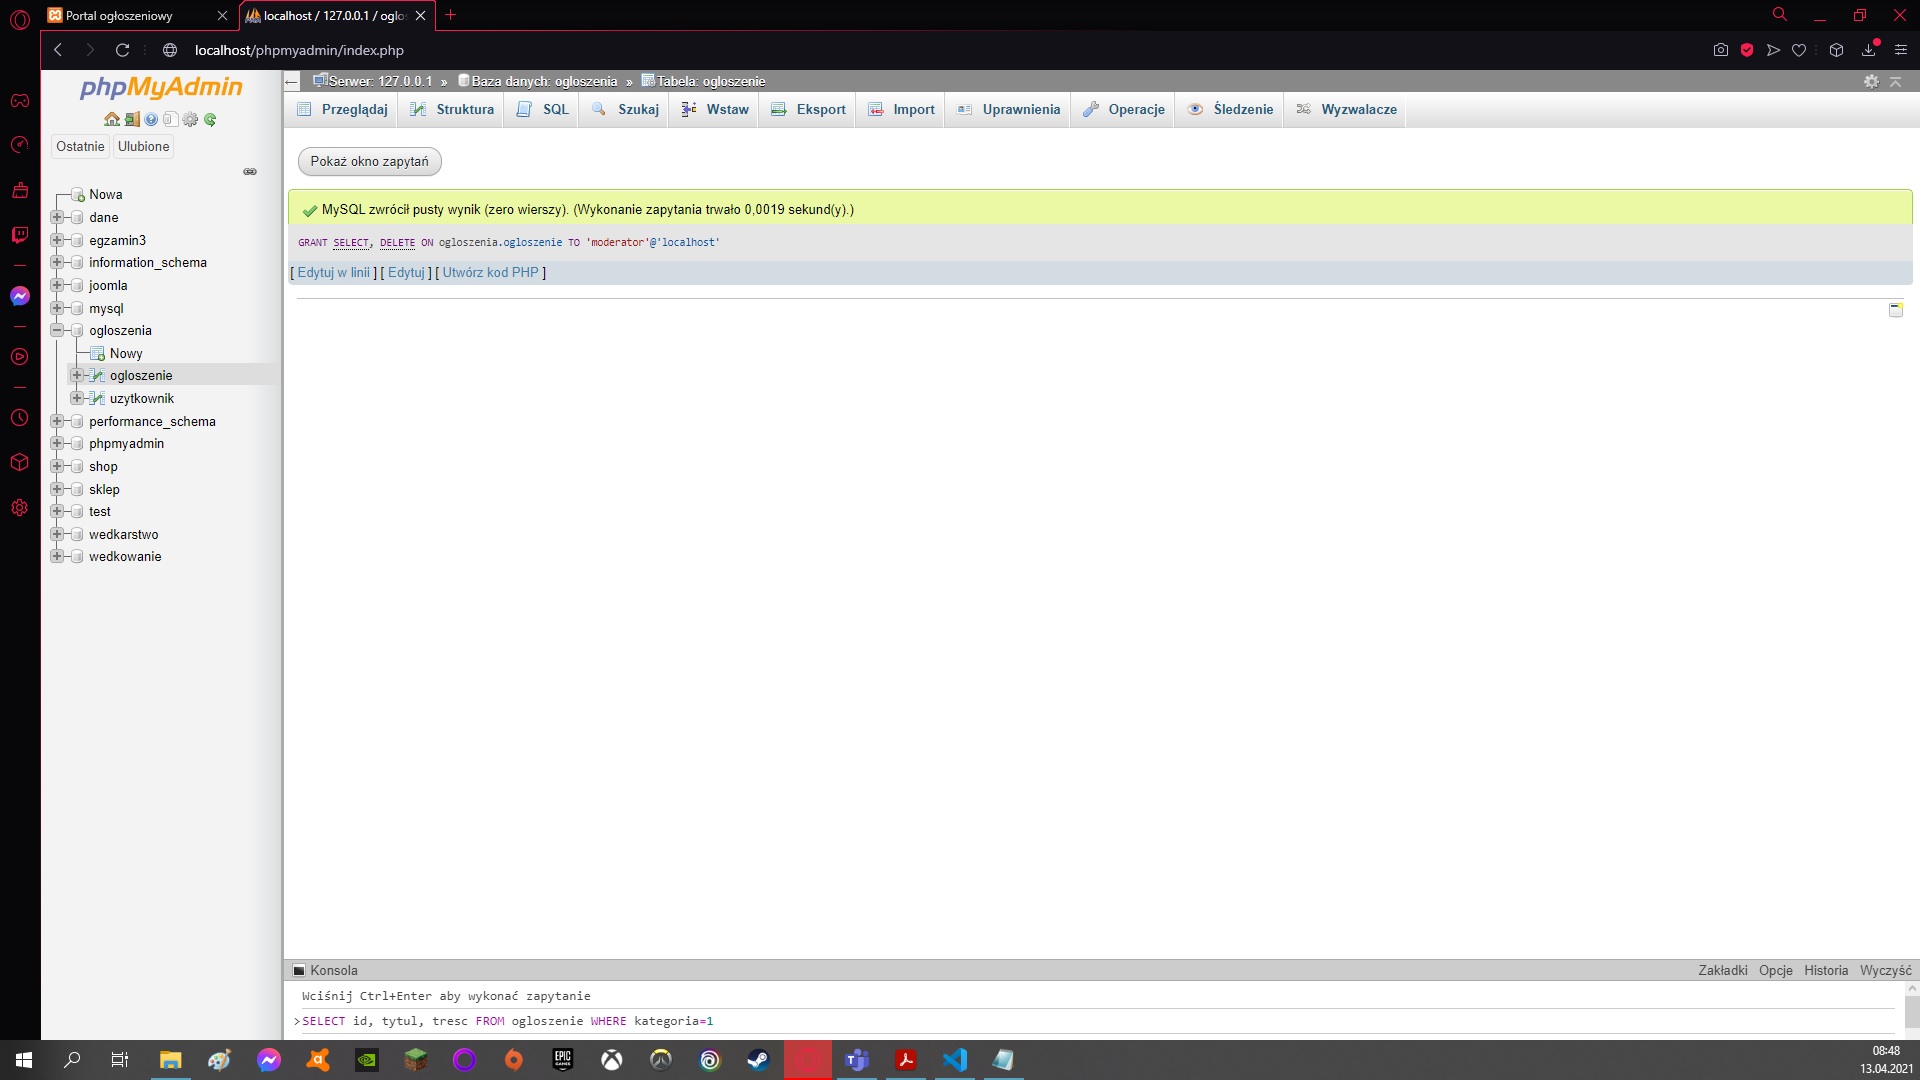 Portal ogłoszeniowy
localhost / 127.0.0.1 / oglo
localhost/phpmyadmin/index.php
phpMyAdmin
Ostatnie
Ulubione
Nowa
dane
egzamin3
information_schema
joomla
mysql
ogloszenia
Nowy
ogloszenie
uzytkownik
performance_schema
phpmyadmin
shop
sklep
test
wedkarstwo
wedkowanie
Serwer: 127.0.0.1 » Baza danych: ogloszenia » Tabela: ogloszenie
Przeglądaj
Struktura
SQL
Szukaj
Wstaw
Eksport
Import
Uprawnienia
Operacje
Śledzenie
Wyzwalacze
Pokaż okno zapytań
MySQL zwrócił pusty wynik (zero wierszy). (Wykonanie zapytania trwało 0,0019 sekund(y).)
GRANT SELECT, DELETE ON ogloszenia.ogloszenie TO 'moderator'@'localhost'
[ Edytuj w linii ] [ Edytuj ] [ Utwórz kod PHP ]
Konsola
Zakładki
Opcje
Historia
Wyczyść
Wciśnij Ctrl+Enter aby wykonać zapytanie
>SELECT id, tytul, tresc FROM ogloszenie WHERE kategoria=1
EPIC GAMES
08:48
13.04.2021